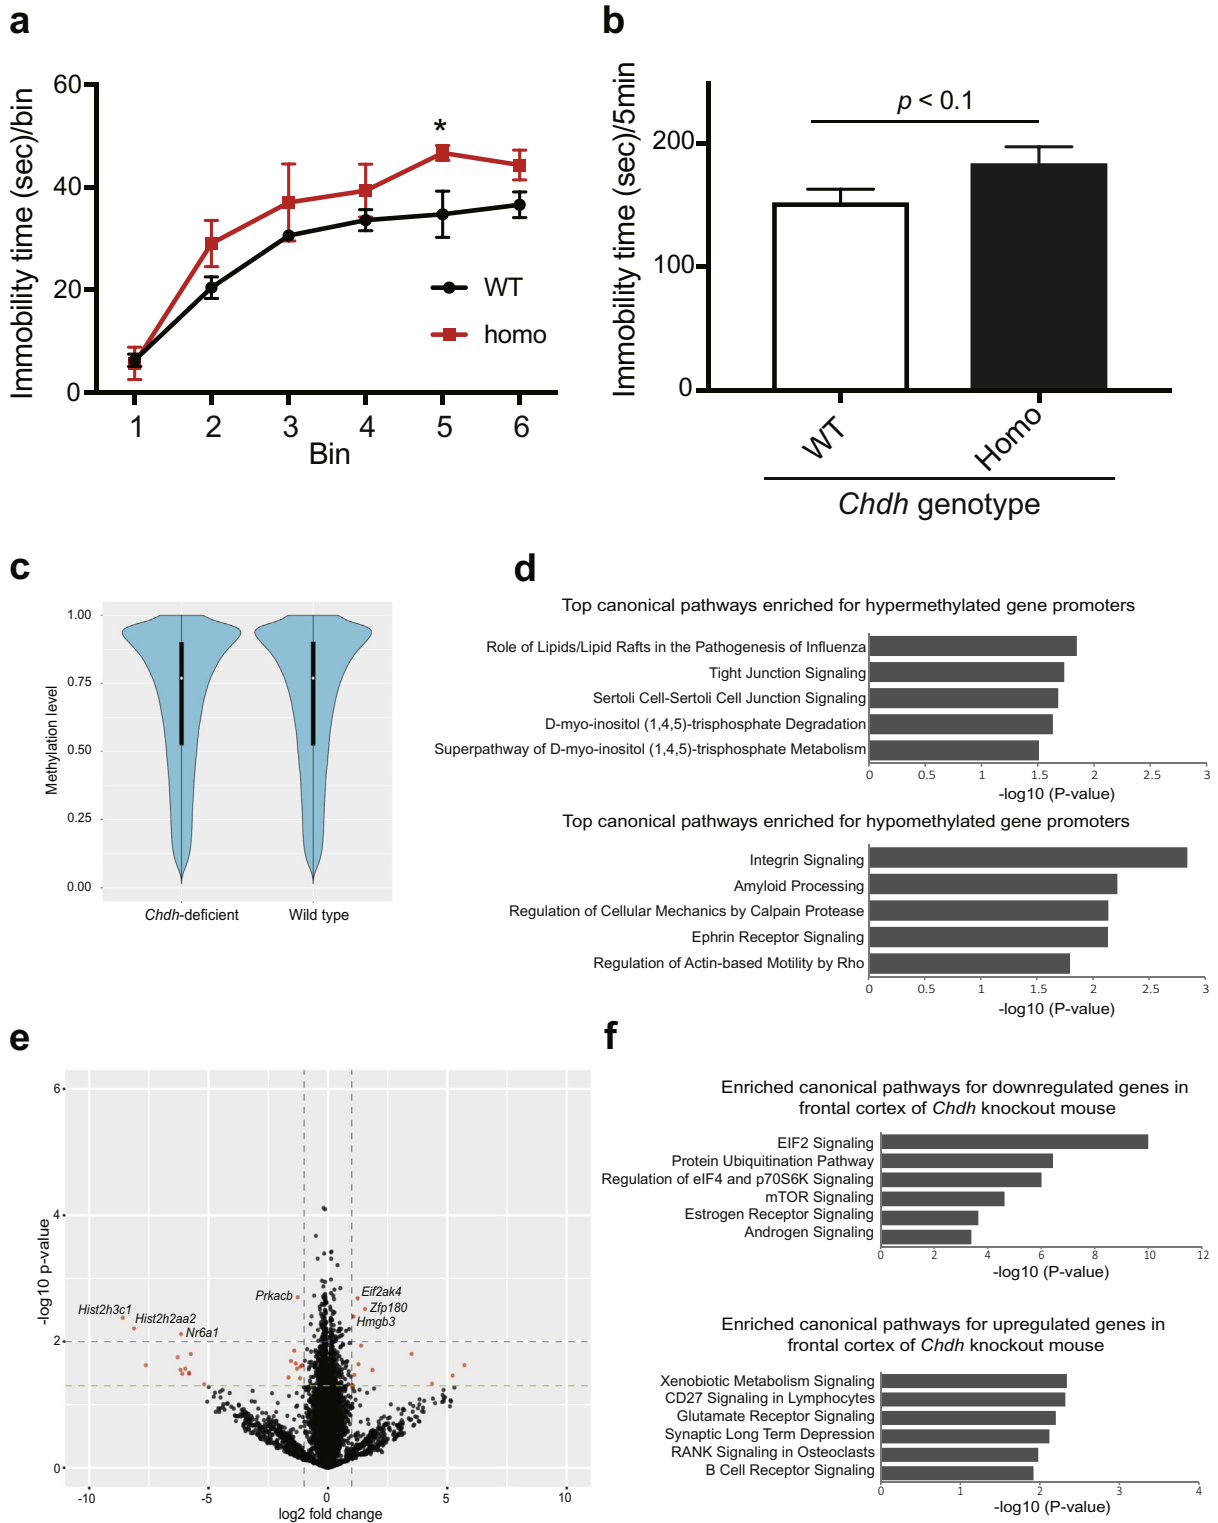 a
Immobility time (sec)/bin
60
40
20
0
*
WT
homo
1 2 3 4 5 6
Bin
b
Immobility time (sec)/5min
200
100
0
p < 0.1
WT
Homo
Chdh genotype
c
Methylation level
1.00
0.75
0.50
0.25
0.00
Chdh-deficient
Wild type
d
Top canonical pathways enriched for hypermethylated gene promoters
Role of Lipids/Lipid Rafts in the Pathogenesis of Influenza
Tight Junction Signaling
Sertoli Cell-Sertoli Cell Junction Signaling
D-myo-inositol (1,4,5)-trisphosphate Degradation
Superpathway of D-myo-inositol (1,4,5)-trisphosphate Metabolism
0 0.5 1 1.5 2 2.5 3
-log10 (P-value)
Top canonical pathways enriched for hypomethylated gene promoters
Integrin Signaling
Amyloid Processing
Regulation of Cellular Mechanics by Calpain Protease
Ephrin Receptor Signaling
Regulation of Actin-based Motility by Rho
0 0.5 1 1.5 2 2.5 3
-log10 (P-value)
e
-log10 p-value
6
4
2
0
Prkacb
Eif2ak4
Zfp180
Hmgb3
Hist2h3c1
Hist2h2aa2
Nr6a1
-10 -5 0 5 10
log2 fold change
f
Enriched canonical pathways for downregulated genes in
frontal cortex of Chdh knockout mouse
EIF2 Signaling
Protein Ubiquitination Pathway
Regulation of eIF4 and p70S6K Signaling
mTOR Signaling
Estrogen Receptor Signaling
Androgen Signaling
0 2 4 6 8 10 12
-log10 (P-value)
Enriched canonical pathways for upregulated genes in
frontal cortex of Chdh knockout mouse
Xenobiotic Metabolism Signaling
CD27 Signaling in Lymphocytes
Glutamate Receptor Signaling
Synaptic Long Term Depression
RANK Signaling in Osteoclasts
B Cell Receptor Signaling
0 1 2 3 4
-log10 (P-value)